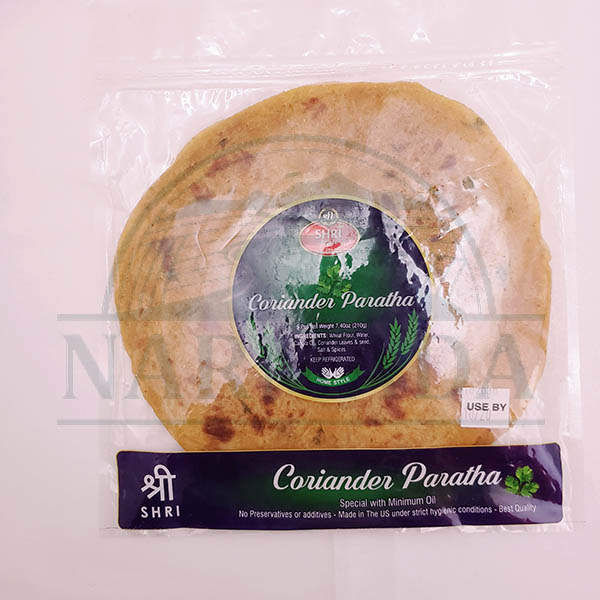 श्री
SHRI
Coriander Paratha
Net Weight 7.40oz (210g)
INGREDIENTS: Wheat Flour, Water,
Canola Oil, Coriander Leaves & seed,
Salt & Spices
KEEP REFRIGERATED
HOME STYLE
USE BY
श्री
SHRI
Coriander Paratha
Special with Minimum Oil
No Preservatives or additives - Made in The US under strict hygienic conditions - Best Quality